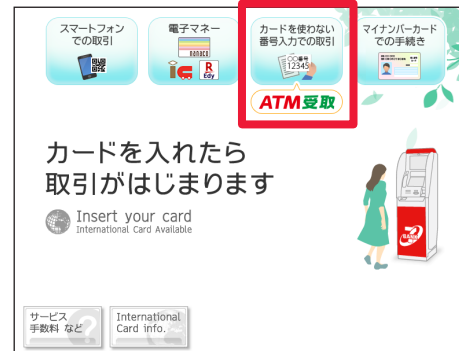 スマートフォン
での取引
電子マネー
nanaco
R
Edy
カードを使わない
番号入力での取引
○○番号
12345
ATM受取
マイナンバーカード
での手続き
カードを入れたら
取引がはじまります
Insert your card
International Card Available
BANK
サービス
手数料 など
International
Card info.